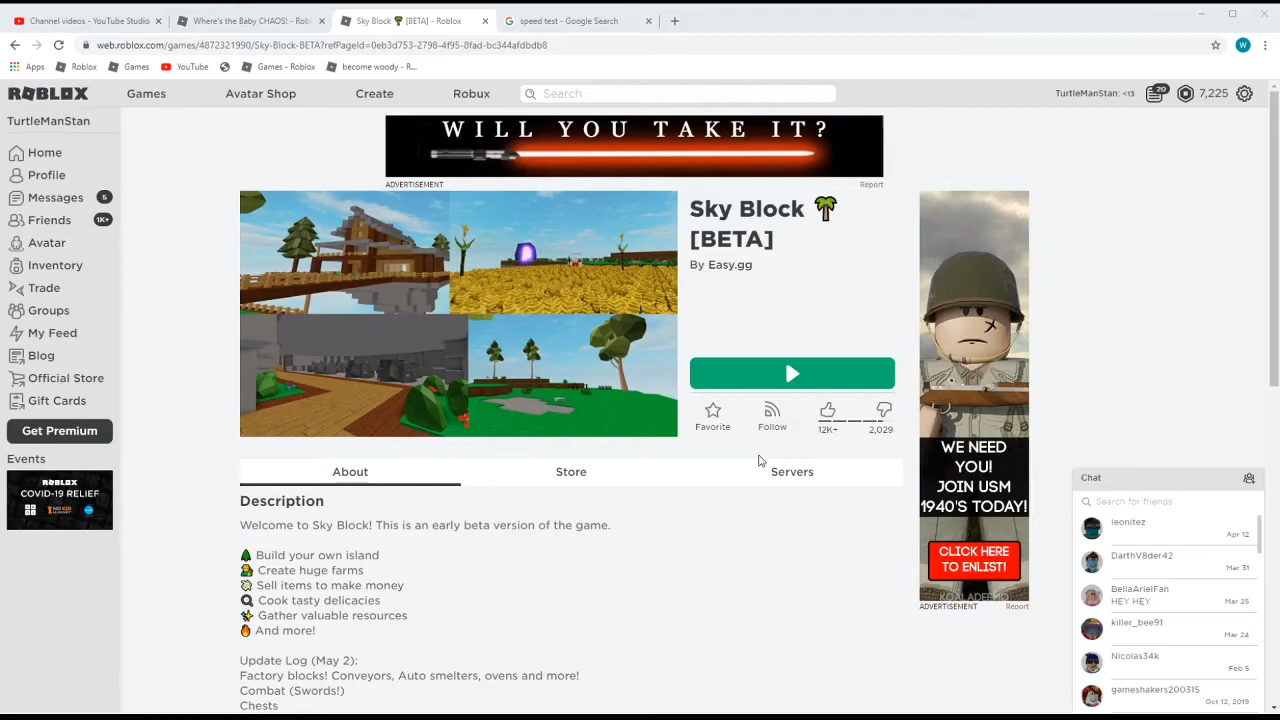 Channel videos - YouTube Studio
Where's the Baby CHAOS! - Rob
Sky Block [BETA] - Roblox
speed test - Google Search
web.roblox.com/games/4872321990/Sky-Block-BETA?refPageId=0eb3d753-2798-4f95-8fad-bc344afdbdb8
W
Apps
Roblox
Games
YouTube
Games - Roblox
become woody - R...
ROBLOX
Games
Avatar Shop
Create
Robux
Search
TurtleManStan: <13
20
7,225
TurtleManStan
Home
Profile
Messages
5
Friends
1K+
Avatar
Inventory
Trade
Groups
My Feed
Blog
Official Store
Gift Cards
Get Premium
Events
ROBLOX
COVID-19 RELIEF
NO KID HUNGRY
WILL YOU TAKE IT?
ADVERTISEMENT
Report
Sky Block
[BETA]
By Easy.gg
Favorite
Follow
12K+
2,029
About
Store
Servers
Description
Welcome to Sky Block! This is an early beta version of the game.
Build your own island
Create huge farms
Sell items to make money
Cook tasty delicacies
Gather valuable resources
And more!
Update Log (May 2):
Factory blocks! Conveyors, Auto smelters, ovens and more!
Combat (Swords!)
Chests
WE NEED
YOU!
JOIN USM
1940'S TODAY!
CLICK HERE
TO ENLIST!
ADVERTISEMENT
Report
Chat
Search for friends
leonitez
Apr 12
DarthV8der42
Mar 31
BellaArielFan
HEY HEY
Mar 25
killer_bee91
Mar 24
Nicolas34k
Feb 5
gameshakers200315
Oct 12, 2019